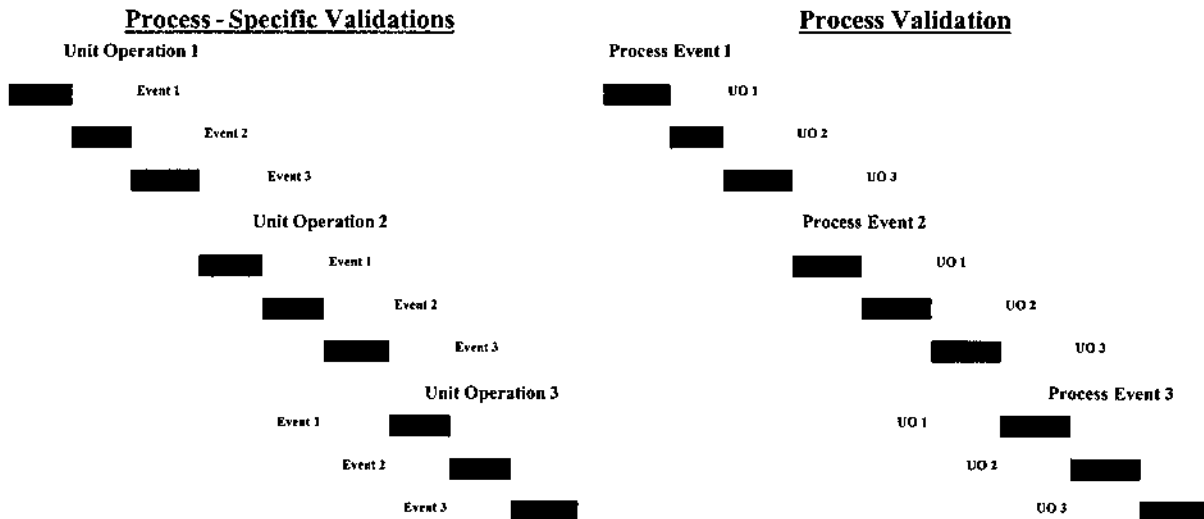 Process - Specific Validations
Unit Operation 1
Event 1
Event 2
Event 3
Unit Operation 2
Event 1
Event 2
Event 3
Unit Operation 3
Event 1
Event 2
Event 3
Process Validation
Process Event 1
UO 1
UO 2
UO 3
Process Event 2
UO 1
UO 2
UO 3
Process Event 3
UO 1
UO 2
UO 3